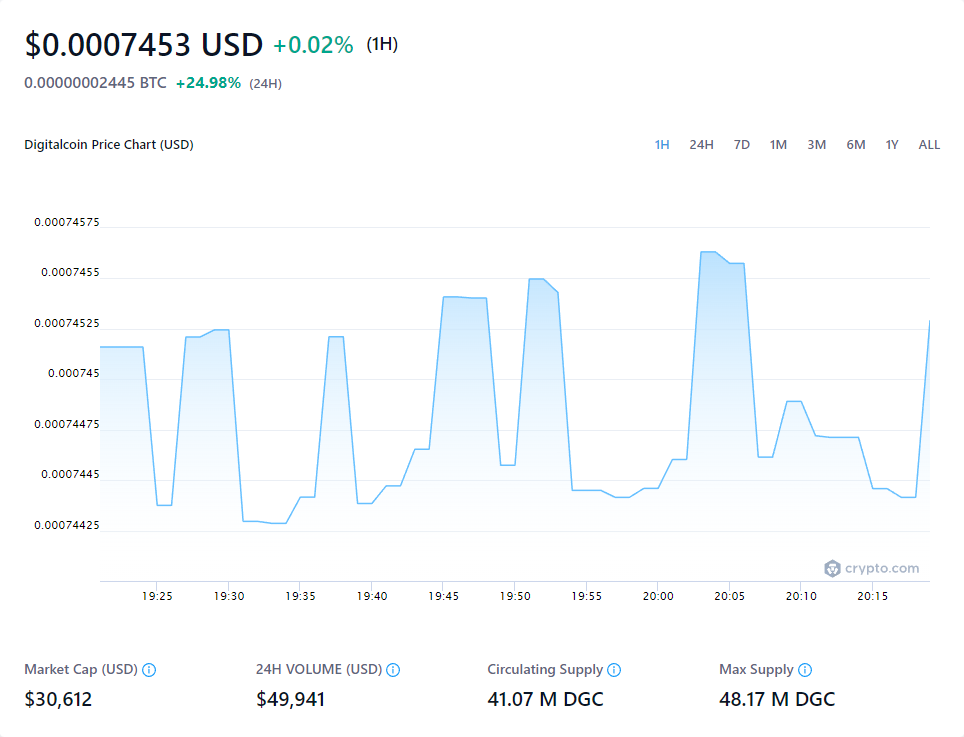 $0.0007453 USD +0.02% (1H)
0.00000002445 BTC +24.98% (24H)
Digitalcoin Price Chart (USD) 1H 24H 7D 1M 3M 6M 1Y ALL
0.00074575
0.0007455
0.00074525
0.000745
0.00074475
0.0007445
0.00074425
crypto.com
19:25 19:30 19:35 19:40 19:45 19:50 19:55 20:00 20:05 20:10 20:15
Market Cap (USD) 24H VOLUME (USD) Circulating Supply Max Supply
$30,612 $49,941 41.07 M DGC 48.17 M DGC